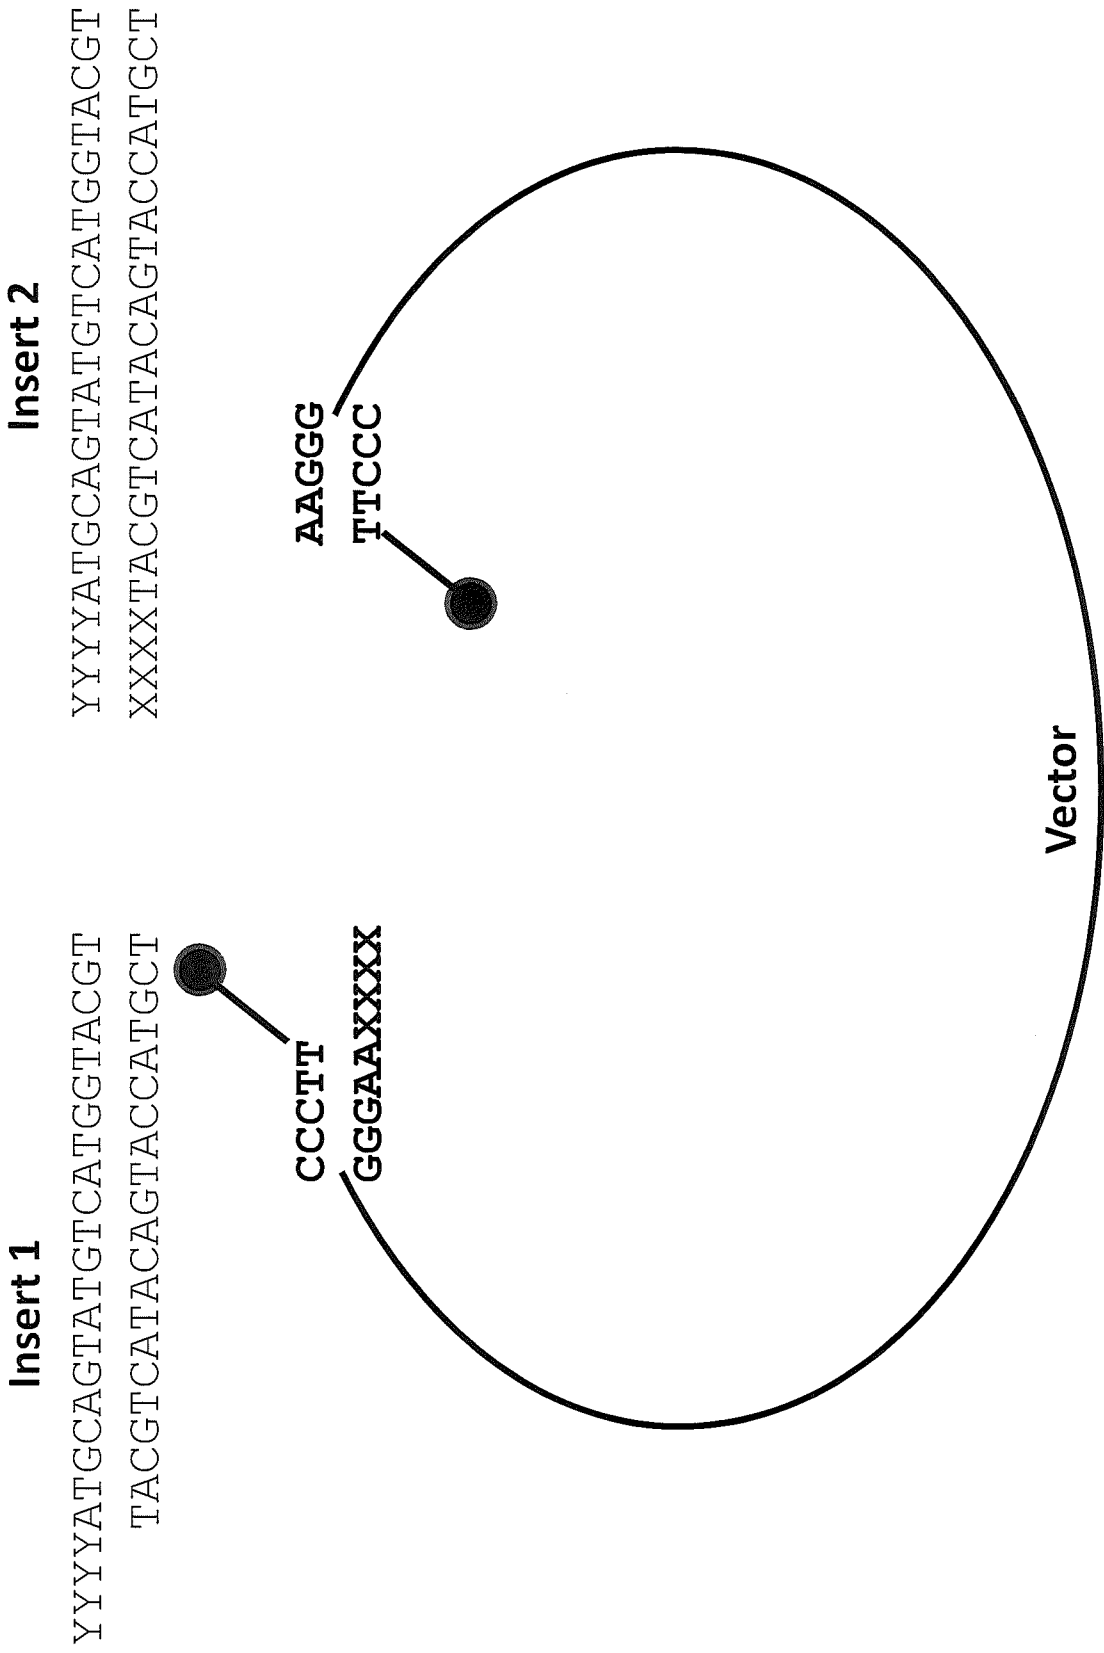 Insert 1
YYYYATGCAGTATGTCATGGTACGT
TACGTCATACAGTACCATGCT
Insert 2
YYYYATGCAGTATGTCATGGTACGT
XXXXTACGTCATACAGTACCATGCT
CCCTT
GGGAAXXXX
AAGGG
TTCCC
Vector